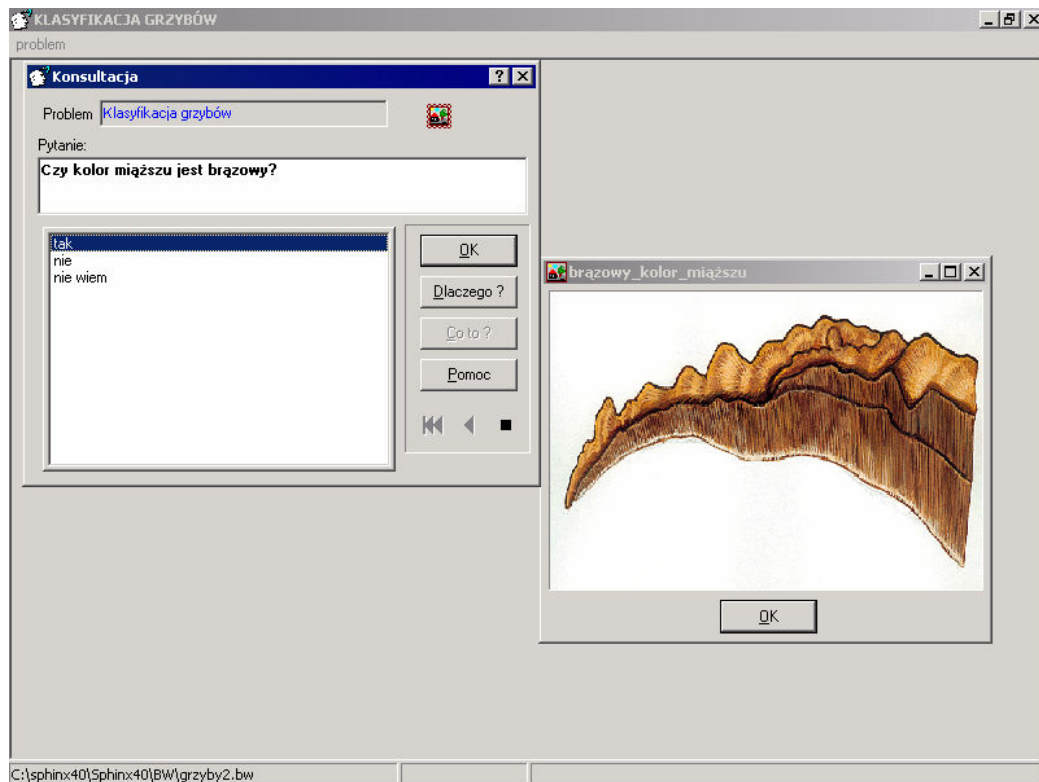 KLASYFIKACJA GRZYBÓW
problem
Konsultacja
Problem Klasyfikacja grzybów
Pytanie:
Czy kolor miąższu jest brązowy?
tak
nie
nie wiem
OK
Dlaczego ?
Co to ?
Pomoc
brązowy_kolor_miąższu
OK
C:\sphinx40\Sphinx40\BW\grzyby2.bw